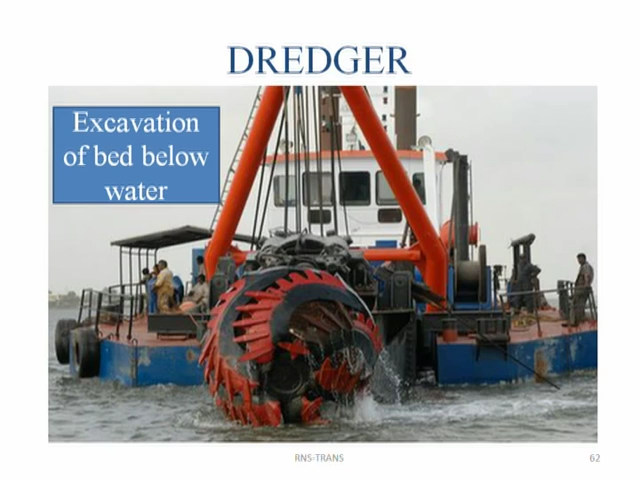 DREDGER
Excavation
of bed below
water
RNS-TRANS
62